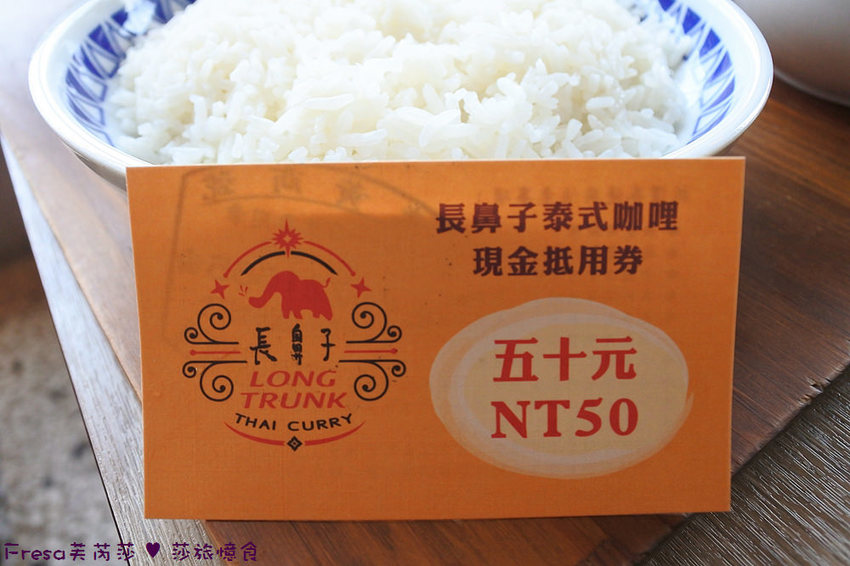 長鼻子泰式咖哩
現金抵用券
長鼻子
LONG
TRUNK
THAI CURRY
五十元
NT50
Fresa芙芮莎 ♥ 莎旅憶食